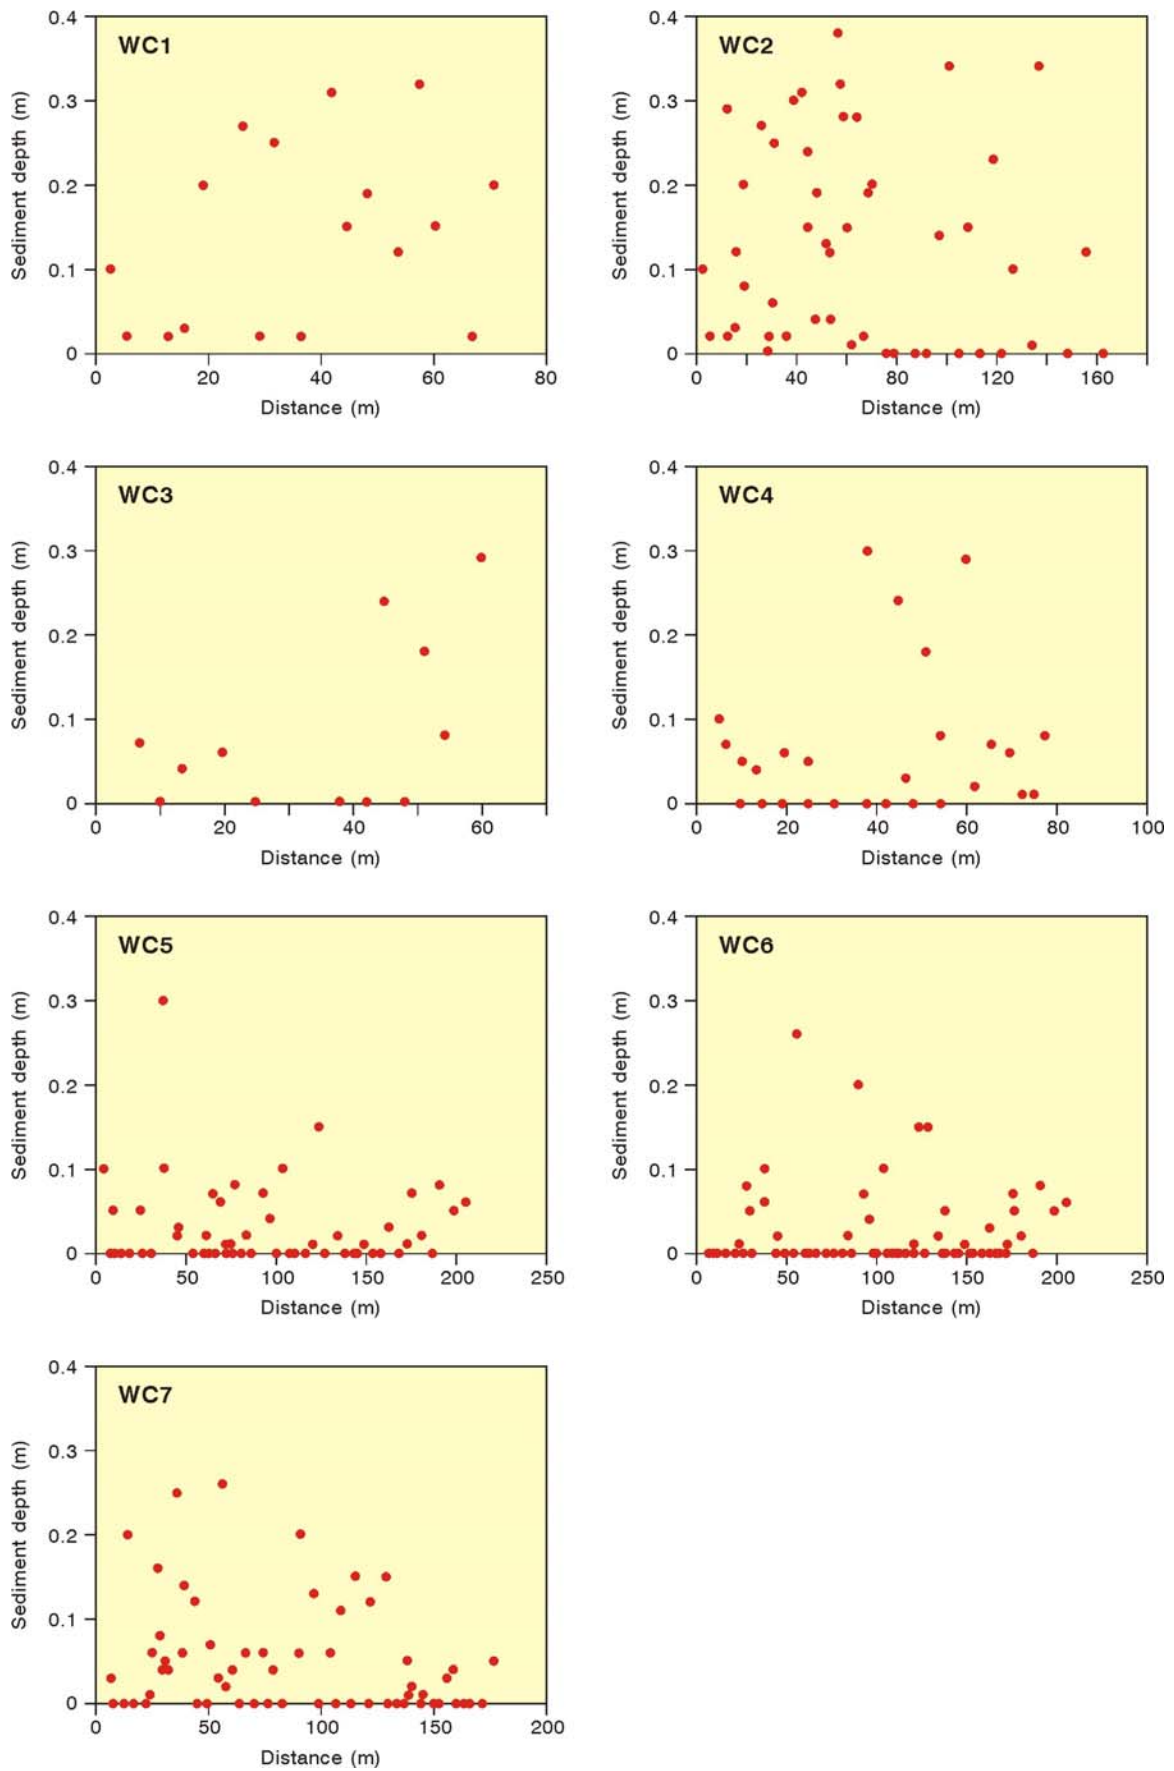 WC1
Sediment depth (m)
0.4
0.3
0.2
0.1
0
0 20 40 60 80
Distance (m)
WC2
Sediment depth (m)
0.4
0.3
0.2
0.1
0
0 40 80 120 160
Distance (m)
WC3
Sediment depth (m)
0.4
0.3
0.2
0.1
0
0 20 40 60
Distance (m)
WC4
Sediment depth (m)
0.4
0.3
0.2
0.1
0
0 20 40 60 80 100
Distance (m)
WC5
Sediment depth (m)
0.4
0.3
0.2
0.1
0
0 50 100 150 200 250
Distance (m)
WC6
Sediment depth (m)
0.4
0.3
0.2
0.1
0
0 50 100 150 200 250
Distance (m)
WC7
Sediment depth (m)
0.4
0.3
0.2
0.1
0
0 50 100 150 200
Distance (m)